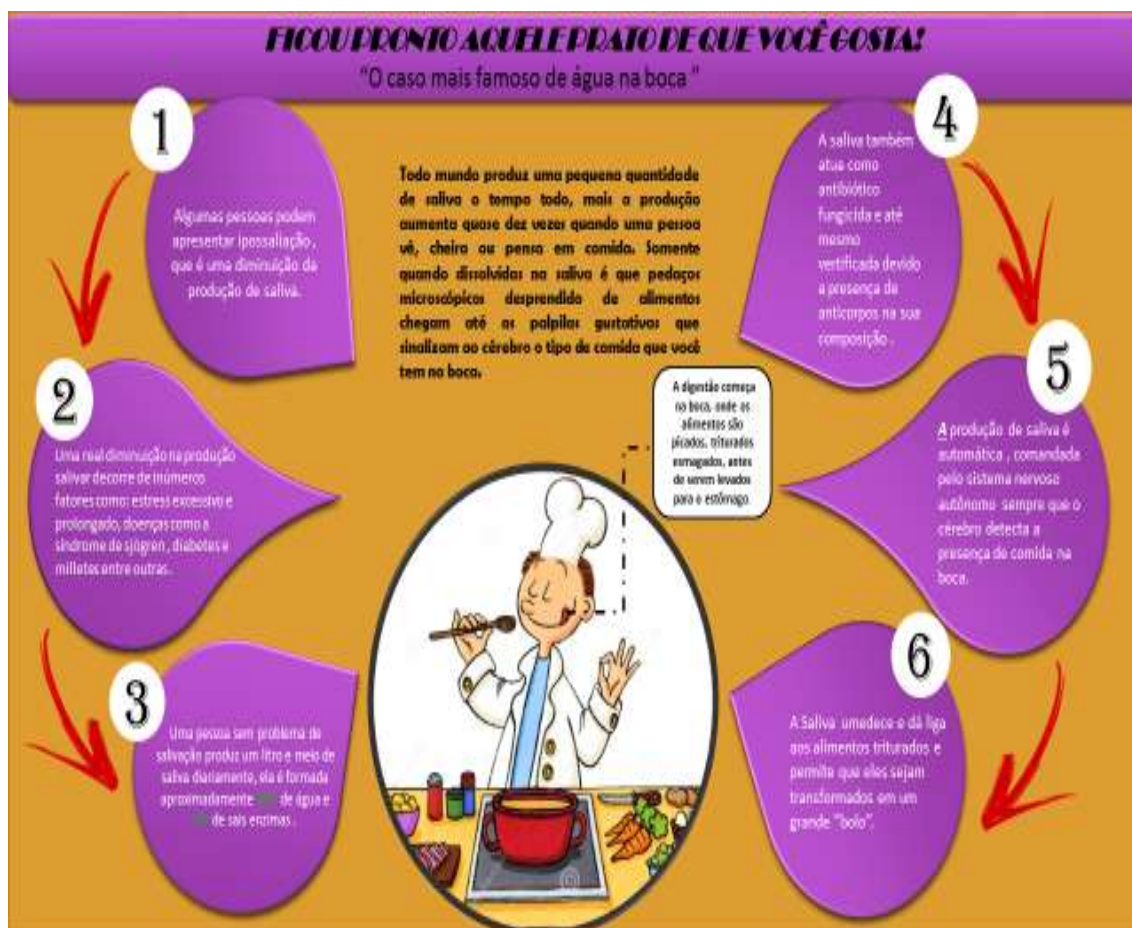 FICOU PRONTO AQUELE PRATO DE QUE VOCÊ GOSTA!
“O caso mais famoso de água na boca ”
1
Algumas pessoas podem
apresentar ipossaliação ,
que é uma diminuição da
produção de saliva.
2
Uma real diminuição na produção
salivar decorre de inúmeros
fatores como: estress excessivo e
prolongado, doenças como a
síndrome de sjögren , diabetes e
milletes entre outras .
3
Uma pessoa sem problema de
salivação produz um litro e meio de
saliva diariamente, ela é formada
aproximadamente de água e
de sais enzimas .
Todo mundo produz uma pequena quantidade
de saliva o tempo todo, mais a produção
aumenta quase dez vezes quando uma pessoa
vê, cheira ou pensa em comida. Somente
quando dissolvidas na saliva é que pedaços
microscópicos desprendido de alimentos
chegam até as palpilas gustativas que
sinalizam ao cérebro o tipo de comida que você
tem na boca.
A digestão começa
na boca, onde os
alimentos são
picados, triturados
esmagados, antes
de serem levados
para o estômago.
4
A saliva também
atua como
antibiótico
fungicida e até
mesmo
vertificada devido
a presença de
anticorpos na sua
composição .
5
A produção de saliva é
automática , comandada
pelo sistema nervoso
autônomo sempre que o
cérebro detecta a
presença de comida na
boca.
6
A Saliva umedece e dá liga
aos alimentos triturados e
permite que eles sejam
transformados em um
grande “bolo”.